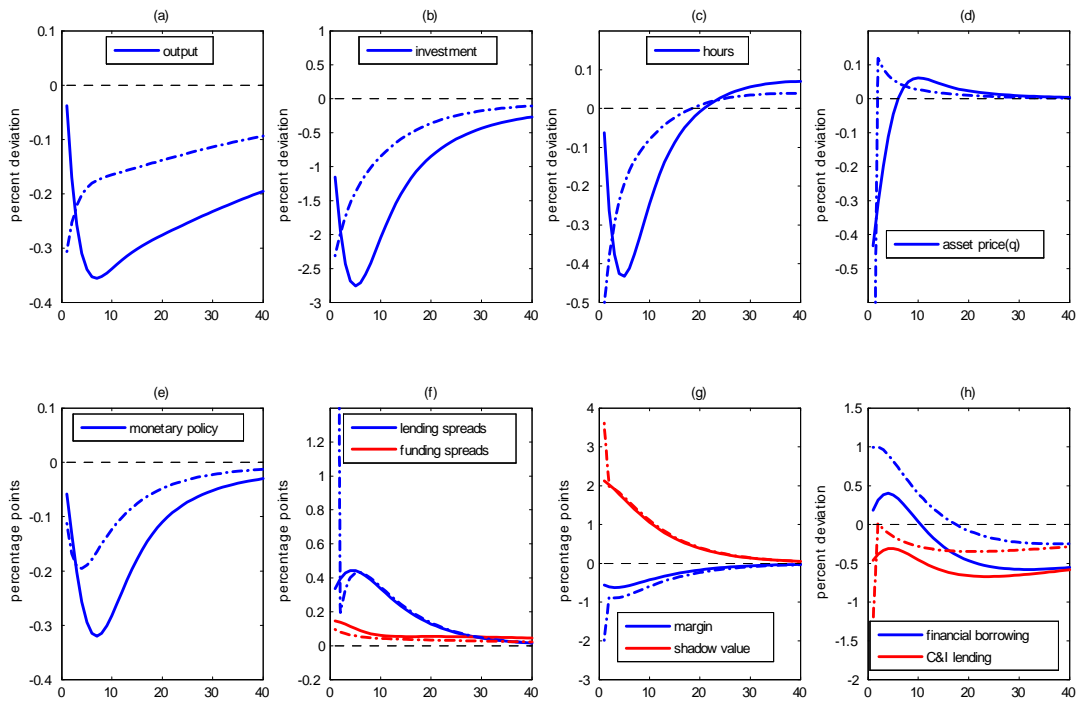 (a)
(b)
(c)
(d)
percent deviation
0.1
0
-0.1
-0.2
-0.3
-0.4
0 10 20 30 40
output
percent deviation
1
0.5
0
-0.5
-1
-1.5
-2
-2.5
-3
0 10 20 30 40
investment
percent deviation
0.1
0
-0.1
-0.2
-0.3
-0.4
-0.5
0 10 20 30 40
hours
percent deviation
0.1
0
-0.1
-0.2
-0.3
-0.4
-0.5
0 10 20 30 40
asset price(q)
(e)
(f)
(g)
(h)
percentage points
0.1
0
-0.1
-0.2
-0.3
-0.4
0 10 20 30 40
monetary policy
percentage points
1.2
1
0.8
0.6
0.4
0.2
0
-0.2
0 10 20 30 40
lending spreads
funding spreads
percentage points
4
3
2
1
0
-1
-2
-3
0 10 20 30 40
margin
shadow value
percent deviation
1.5
1
0.5
0
-0.5
-1
-1.5
-2
0 10 20 30 40
financial borrowing
C&I lending